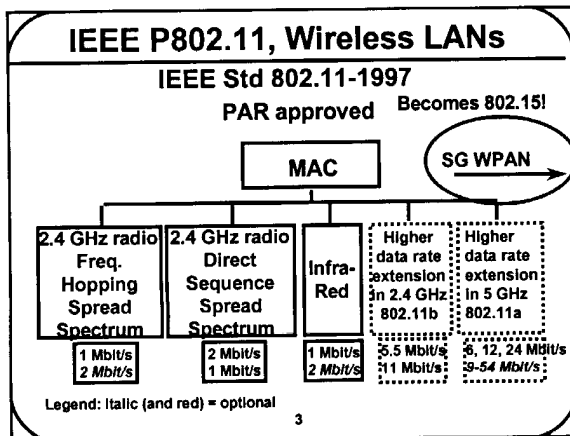 IEEE P802.11, Wireless LANs
IEEE Std 802.11-1997
PAR approved
Becomes 802.15!
SG WPAN
MAC
2.4 GHz radio
Freq.
Hopping
Spread
Spectrum
1 Mbit/s
2 Mbit/s
2.4 GHz radio
Direct
Sequence
Spread
Spectrum
2 Mbit/s
1 Mbit/s
Infra-
Red
1 Mbit/s
2 Mbit/s
Higher
data rate
extension
in 2.4 GHz
802.11b
5.5 Mbit/s
11 Mbit/s
Higher
data rate
extension
in 5 GHz
802.11a
6, 12, 24 Mbit/s
9-54 Mbit/s
Legend: Italic (and red) = optional
3